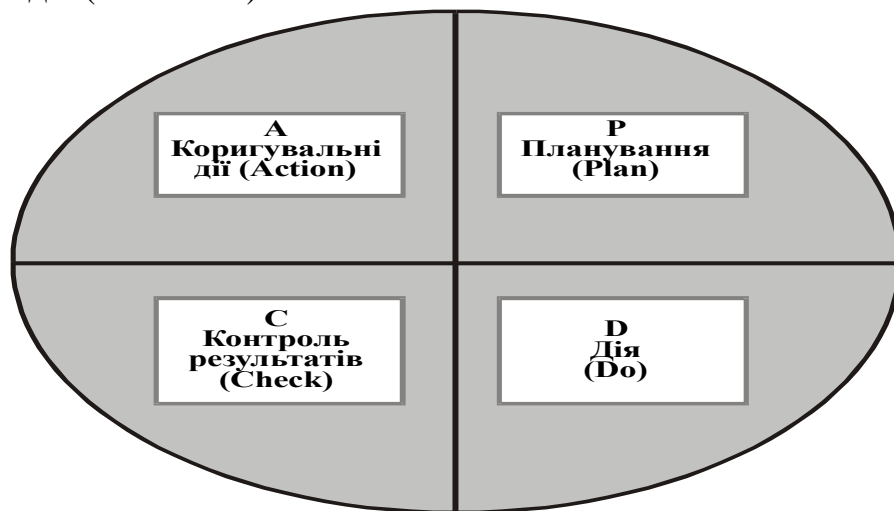 A
Коригувальні
дії (Action)
P
Планування
(Plan)
C
Контроль
результатів
(Check)
D
Дія
(Do)